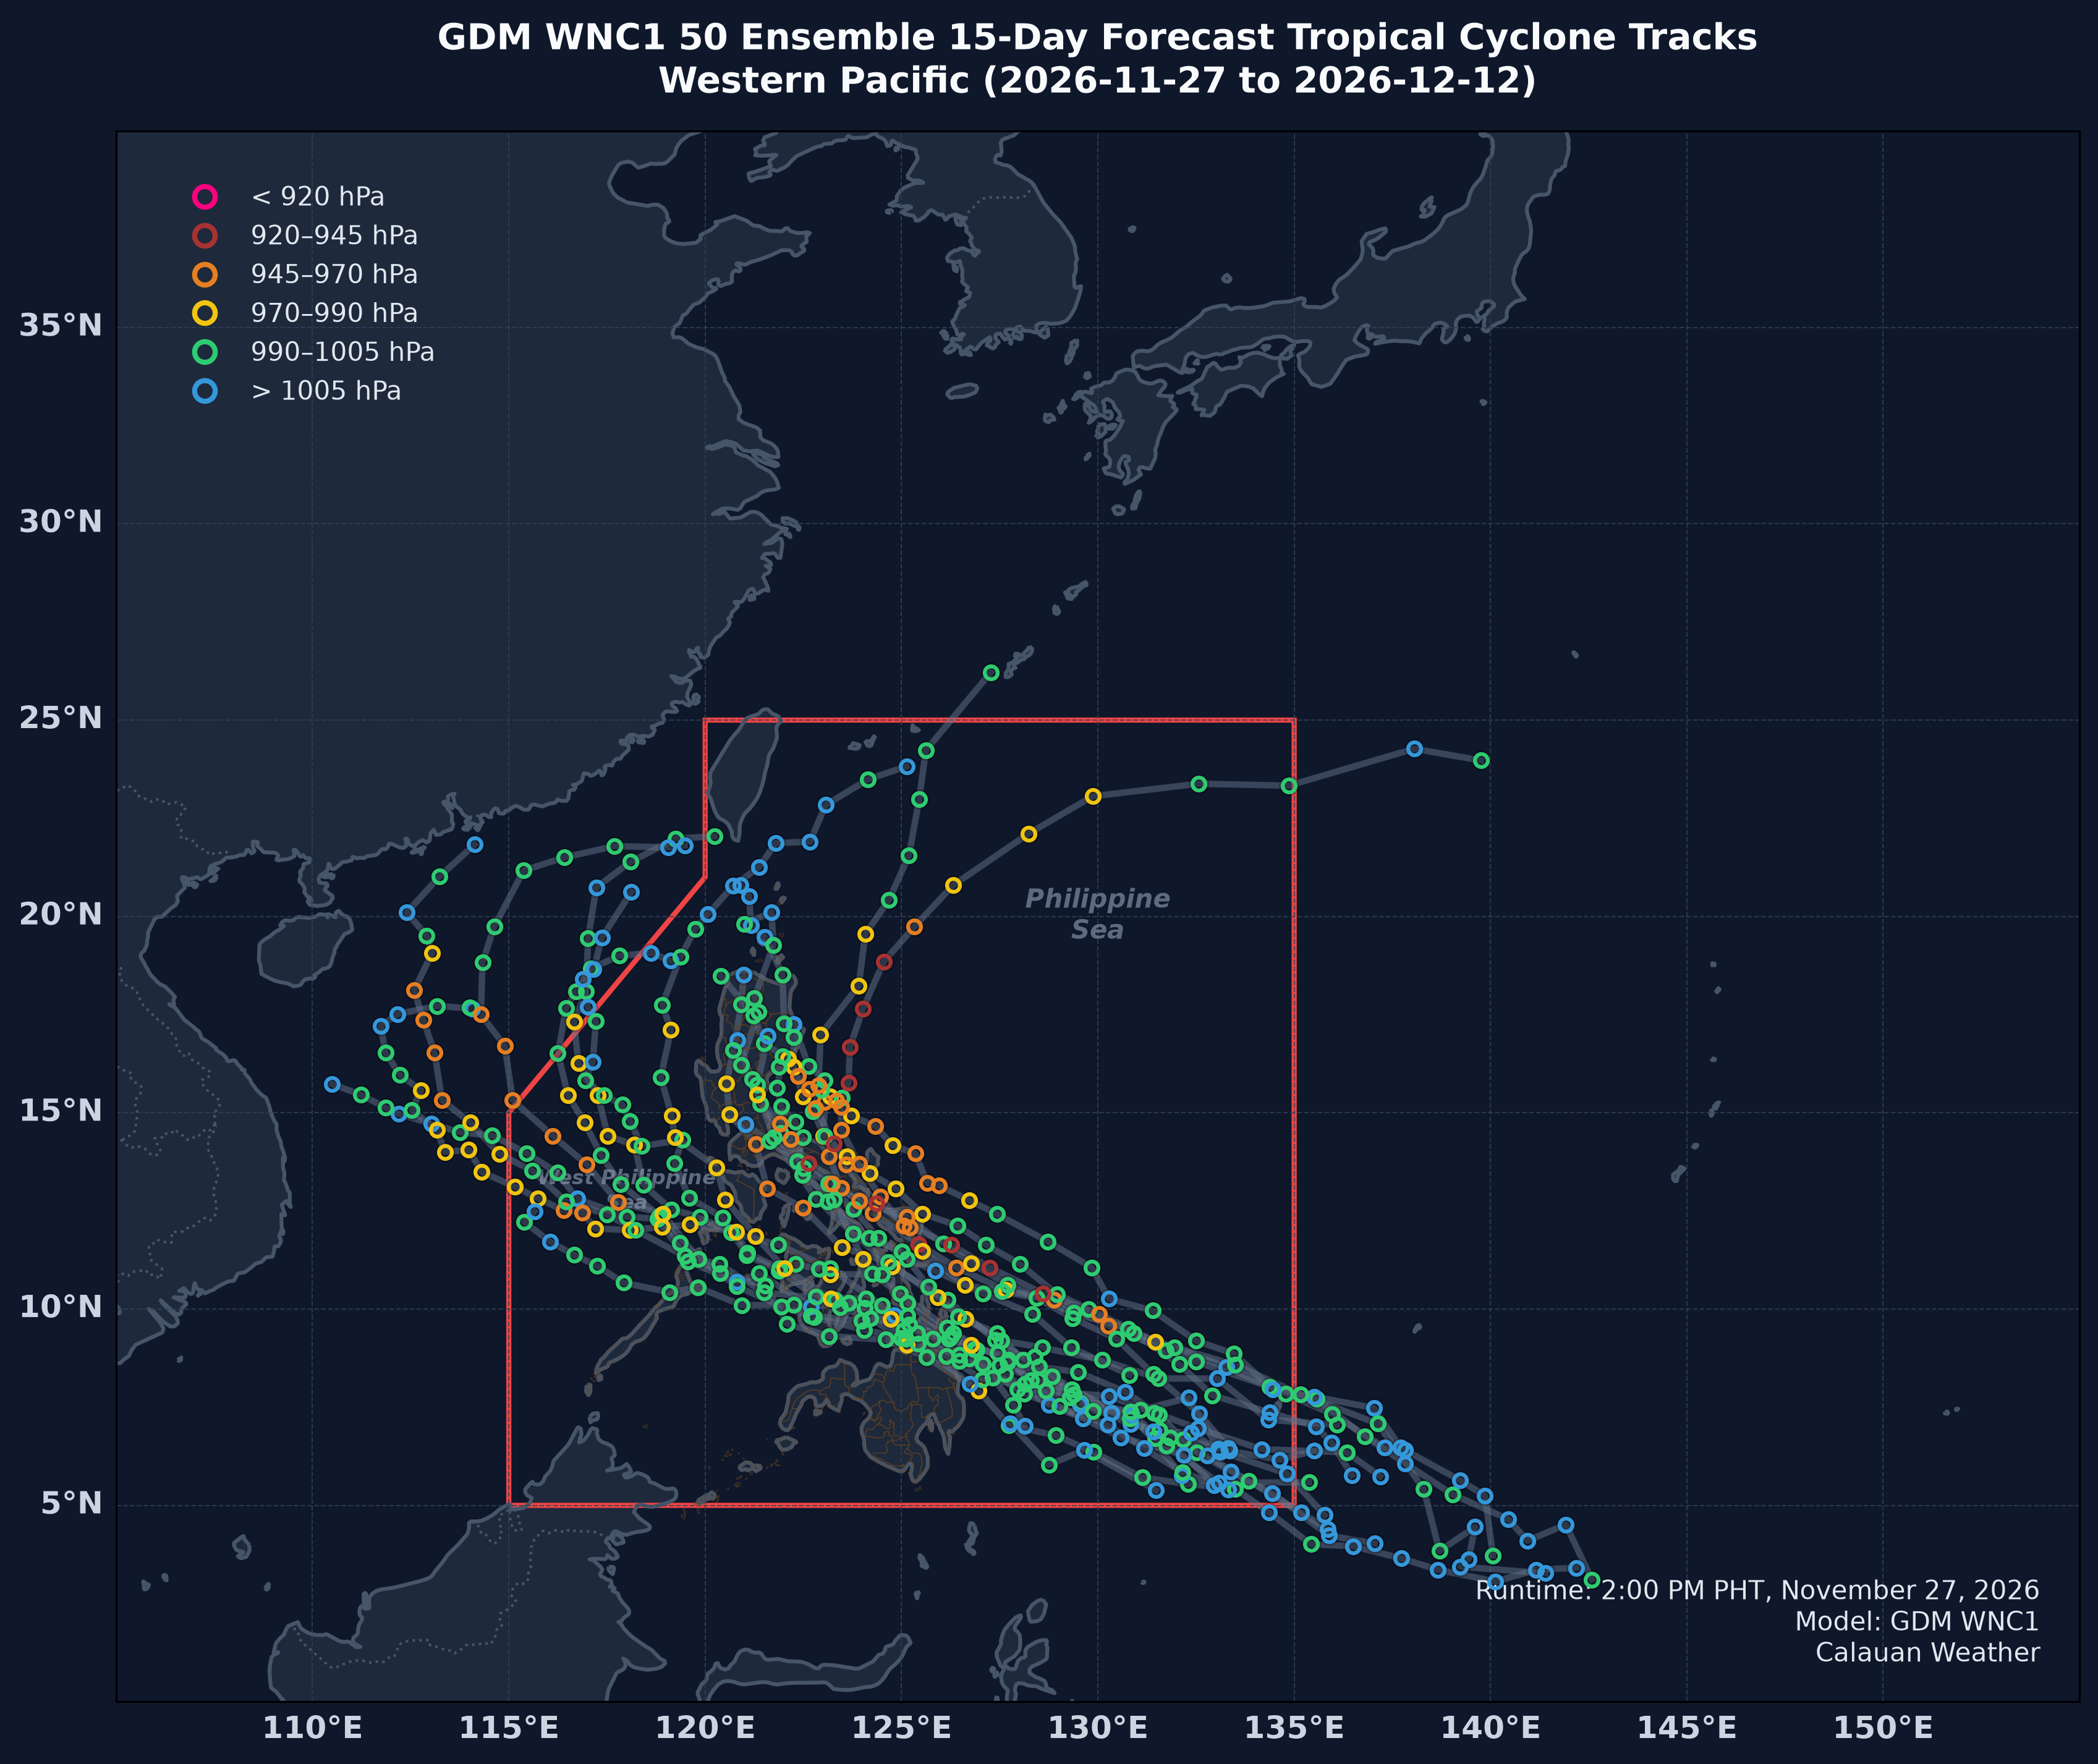 GDM WNC1 50 Ensemble 15-Day Forecast Tropical Cyclone Tracks
Western Pacific (2026-11-27 to 2026-12-12)
< 920 hPa
920–945 hPa
945–970 hPa
970–990 hPa
990–1005 hPa
> 1005 hPa
35°N
30°N
25°N
20°N
15°N
10°N
5°N
Philippine
Sea
West Philippine
Sea
Runtime: 2:00 PM PHT, November 27, 2026
Model: GDM WNC1
Calauan Weather
110°E
115°E
120°E
125°E
130°E
135°E
140°E
145°E
150°E